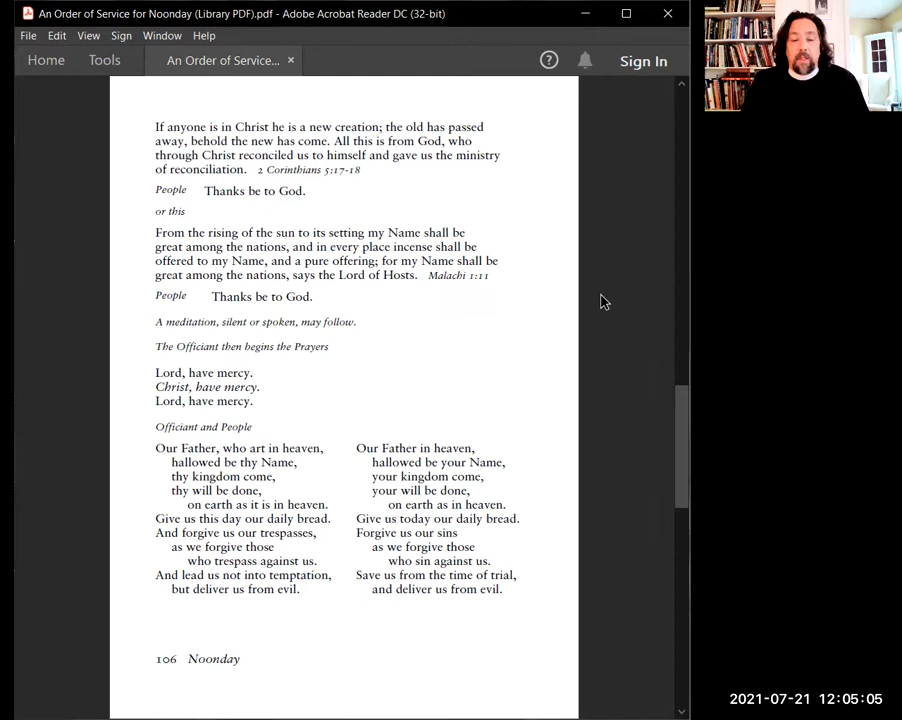 An Order of Service for Noonday (Library PDF).pdf - Adobe Acrobat Reader DC (32-bit)
File Edit View Sign Window Help
Home Tools An Order of Service... × ? Sign In
If anyone is in Christ he is a new creation; the old has passed
away, behold the new has come. All this is from God, who
through Christ reconciled us to himself and gave us the ministry
of reconciliation. 2 Corinthians 5:17-18
People Thanks be to God.
or this
From the rising of the sun to its setting my Name shall be
great among the nations, and in every place incense shall be
offered to my Name, and a pure offering; for my Name shall be
great among the nations, says the Lord of Hosts. Malachi 1:11
People Thanks be to God.
A meditation, silent or spoken, may follow.
The Officiant then begins the Prayers
Lord, have mercy.
Christ, have mercy.
Lord, have mercy.
Officiant and People
Our Father, who art in heaven,
hallowed be thy Name,
thy kingdom come,
thy will be done,
on earth as it is in heaven.
Give us this day our daily bread.
And forgive us our trespasses,
as we forgive those
who trespass against us.
And lead us not into temptation,
but deliver us from evil.
Our Father in heaven,
hallowed be your Name,
your kingdom come,
your will be done,
on earth as in heaven.
Give us today our daily bread.
Forgive us our sins
as we forgive those
who sin against us.
Save us from the time of trial,
and deliver us from evil.
106 Noonday
2021-07-21 12:05:05